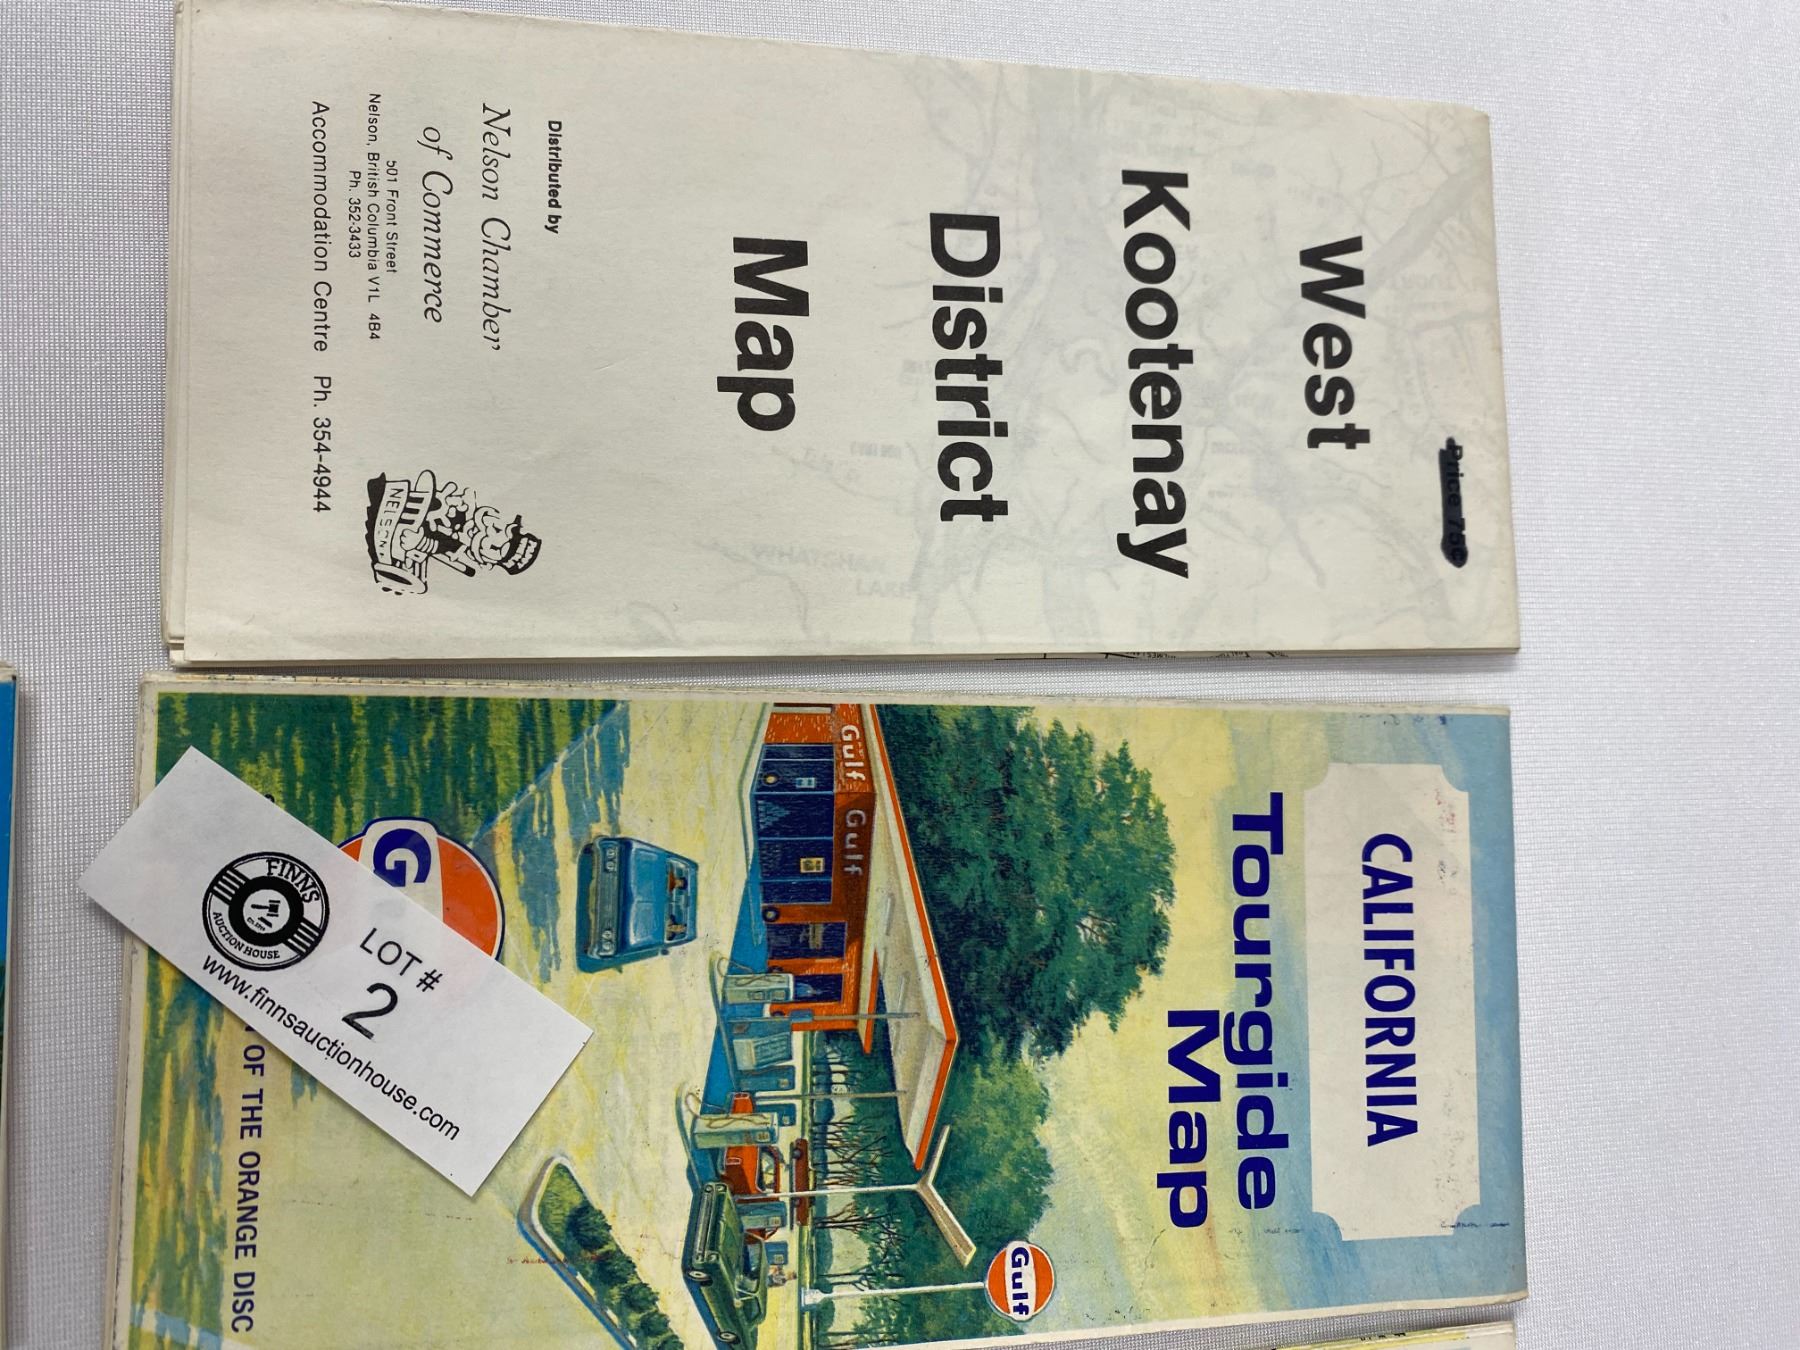 Price 75¢
West
Kootenay
District
Map
Distributed by
Nelson Chamber
of Commerce
501 Front Street
Nelson, British Columbia V1L 4B4
Ph. 352-3433
Accommodation Centre Ph. 354-4944
NELSON
CALIFORNIA
Tourgide
Map
Gulf
Gulf Gulf
G
OF THE ORANGE DISC
FINNS
AUCTION HOUSE
LOT #
2
www.finnsauctionhouse.com